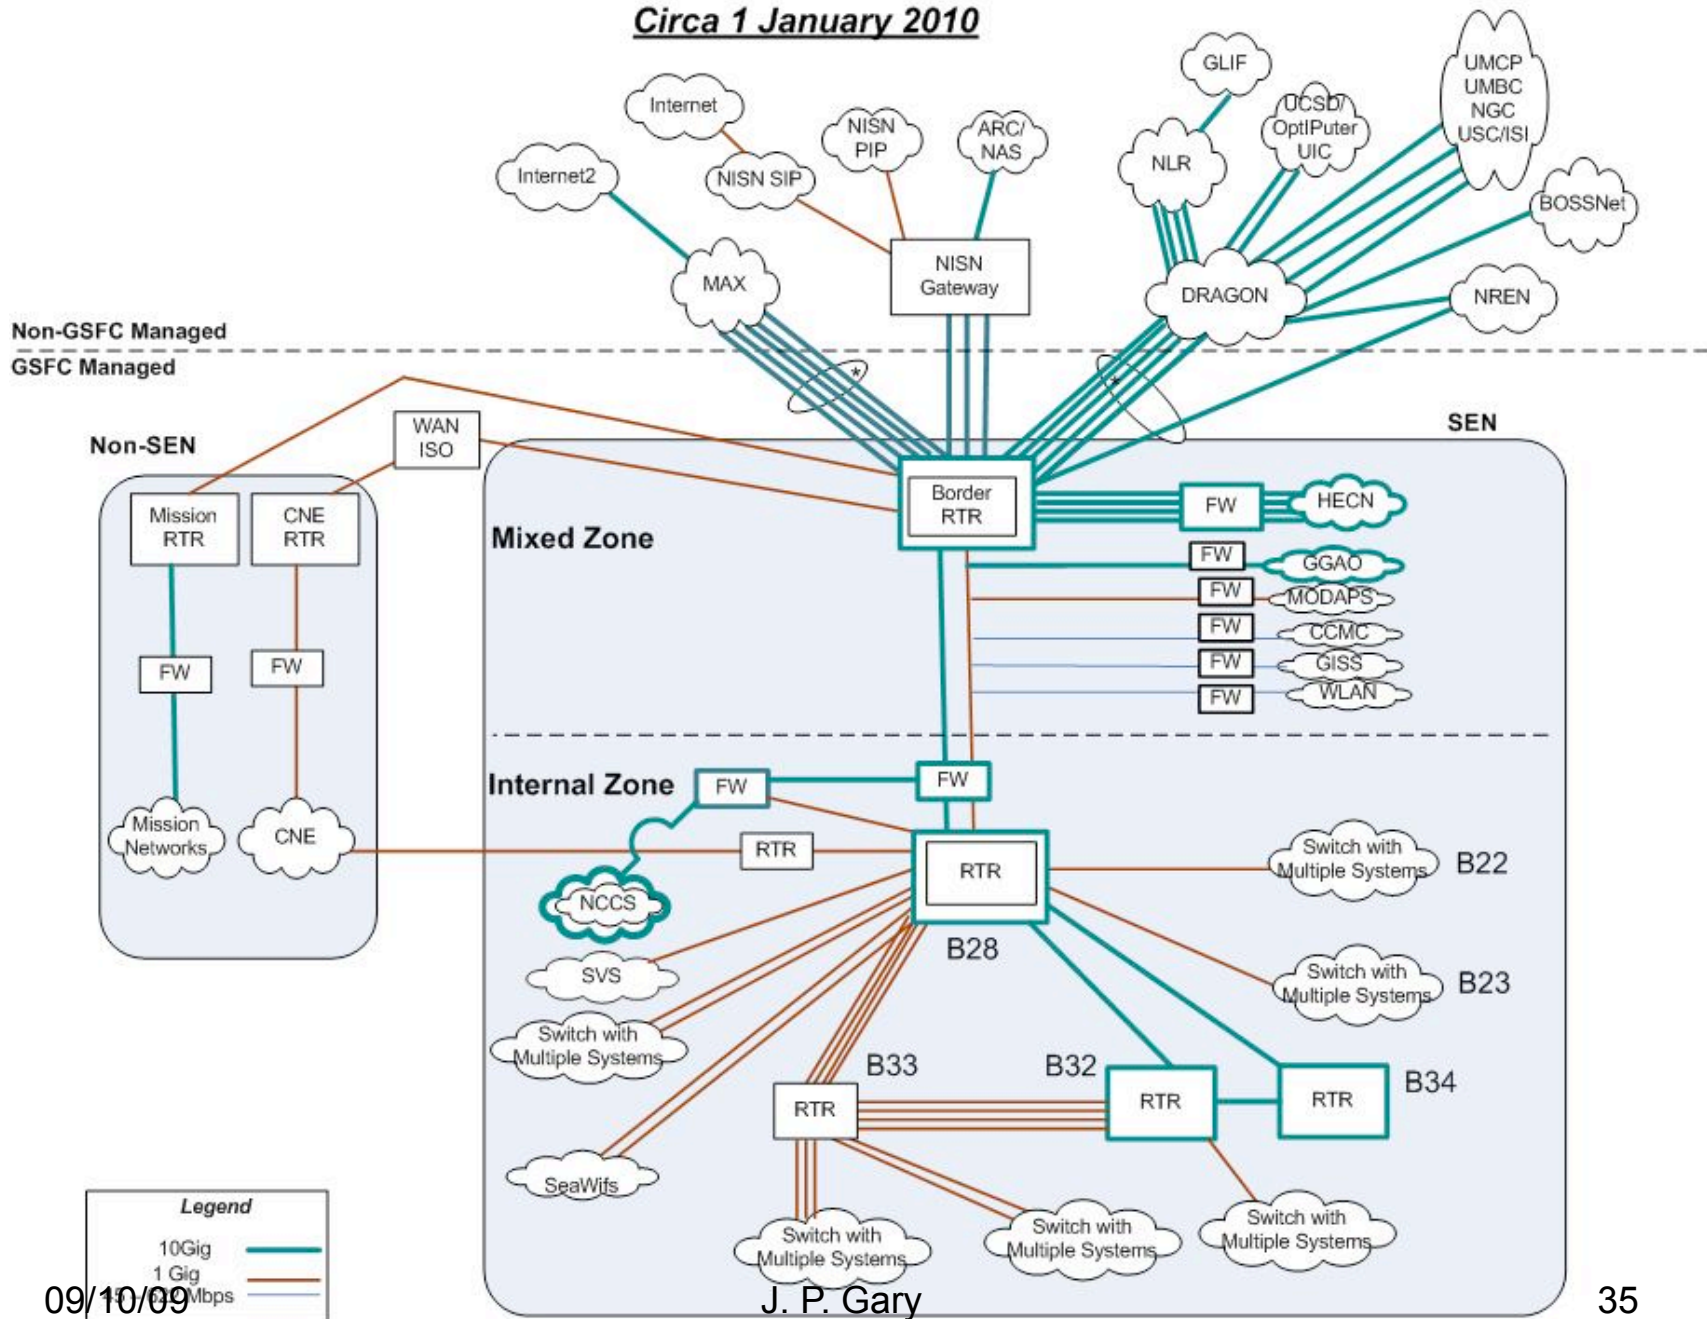 Circa 1 January 2010
GLIF
UMCP
UMBC
NGC
USC/ISI
Internet
UCSD/
OptIPuter
UIC
NISN
PIP
ARC/
NAS
NLR
Internet2
NISN SIP
BOSSNet
NISN
Gateway
MAX
DRAGON
NREN
Non-GSFC Managed
GSFC Managed
*
*
WAN
ISO
SEN
Non-SEN
Mission
RTR
CNE
RTR
Border
RTR
FW
HECN
Mixed Zone
FW
GGAO
FW
MODAPS
FW
CCMC
FW
GISS
FW
WLAN
FW
FW
Internal Zone
FW
FW
Mission
Networks
CNE
RTR
RTR
Switch with
Multiple Systems
B22
NCCS
B28
SVS
Switch with
Multiple Systems
B23
Switch with
Multiple Systems
B33
B32
B34
RTR
RTR
RTR
SeaWifs
Switch with
Multiple Systems
Switch with
Multiple Systems
Switch with
Multiple Systems
Legend
10Gig
1 Gig
45 - 622 Mbps
09/10/09
J. P. Gary
35